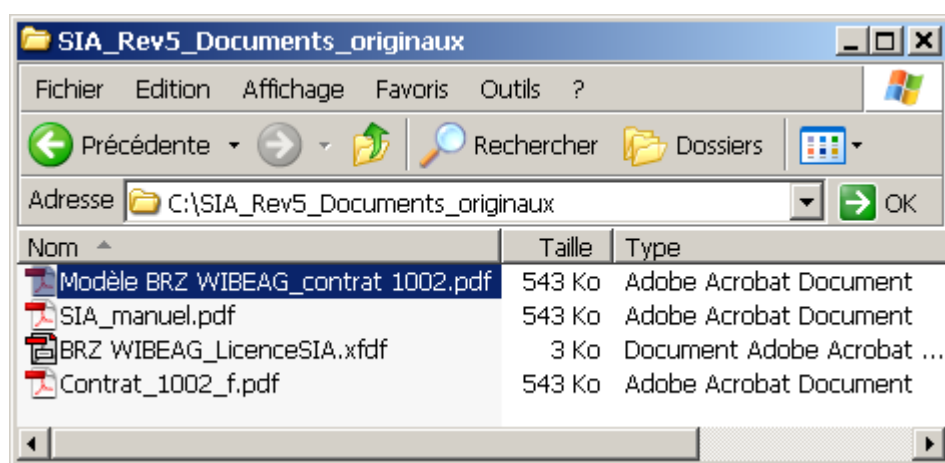 SIA_Rev5_Documents_originaux
Fichier Edition Affichage Favoris Outils ?
Précédente Rechercher Dossiers
Adresse C:\SIA_Rev5_Documents_originaux OK
Nom Taille Type
Modèle BRZ WIBEAG_contrat 1002.pdf 543 Ko Adobe Acrobat Document
SIA_manuel.pdf 543 Ko Adobe Acrobat Document
BRZ WIBEAG_LicenceSIA.xfdf 3 Ko Document Adobe Acrobat ...
Contrat_1002_f.pdf 543 Ko Adobe Acrobat Document